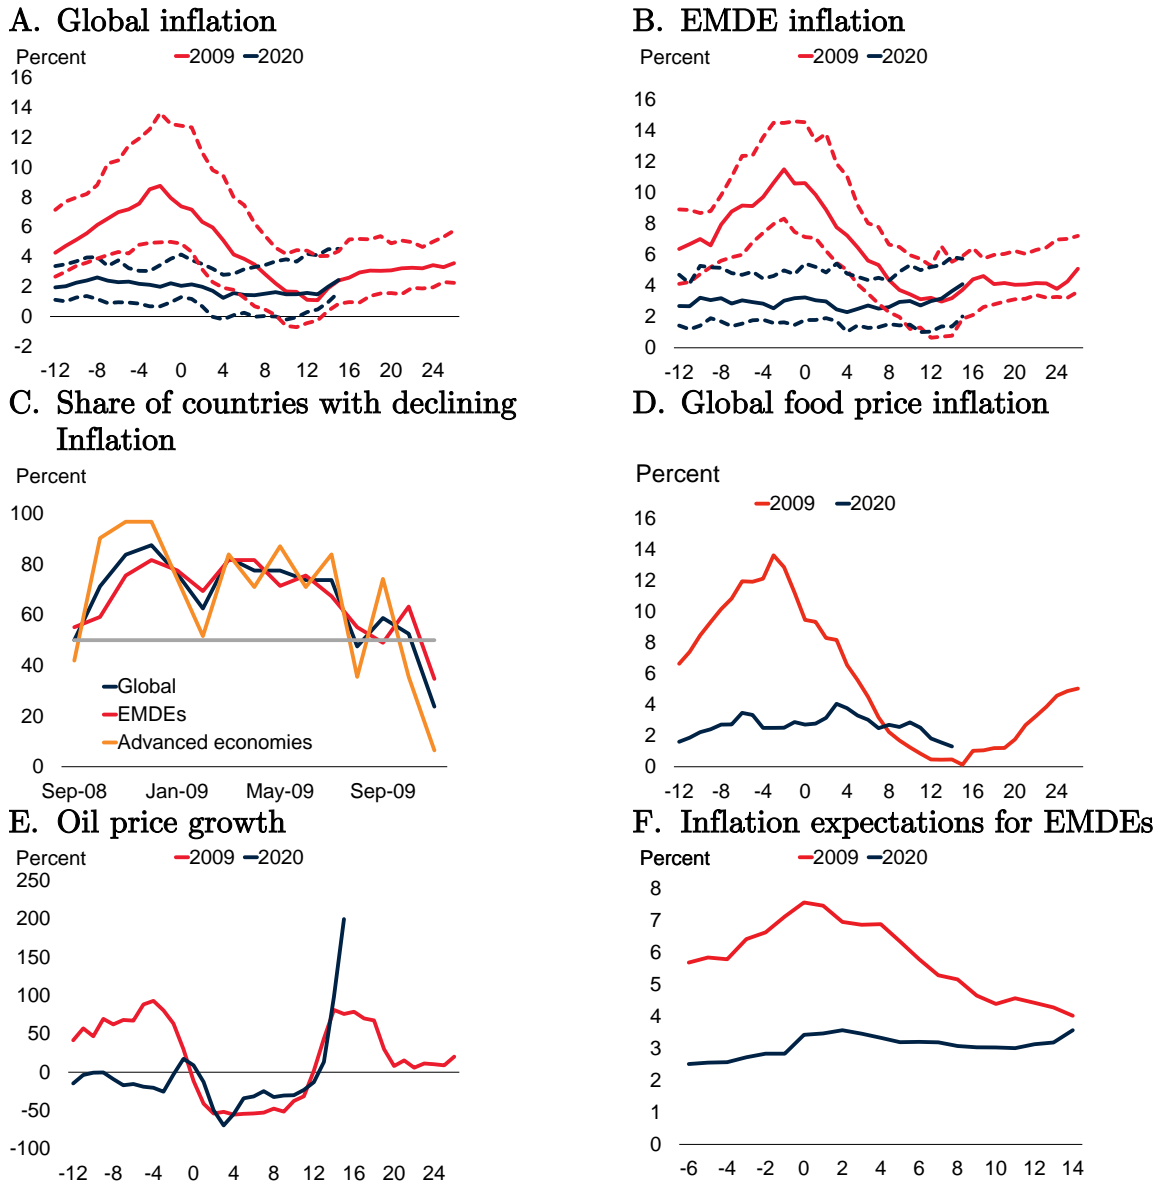 A. Global inflation
Percent
2009 2020
16
14
12
10
8
6
4
2
0
-2
-12 -8 -4 0 4 8 12 16 20 24
B. EMDE inflation
Percent
2009 2020
16
14
12
10
8
6
4
2
0
-12 -8 -4 0 4 8 12 16 20 24
C. Share of countries with declining
Inflation
Percent
100
80
60
40
20
0
Global
EMDEs
Advanced economies
Sep-08 Jan-09 May-09 Sep-09
D. Global food price inflation
Percent
2009 2020
16
14
12
10
8
6
4
2
0
-12 -8 -4 0 4 8 12 16 20 24
E. Oil price growth
Percent
2009 2020
250
200
150
100
50
0
-50
-100
-12 -8 -4 0 4 8 12 16 20 24
F. Inflation expectations for EMDEs
Percent
2009 2020
8
7
6
5
4
3
2
1
0
-6 -4 -2 0 2 4 6 8 10 12 14